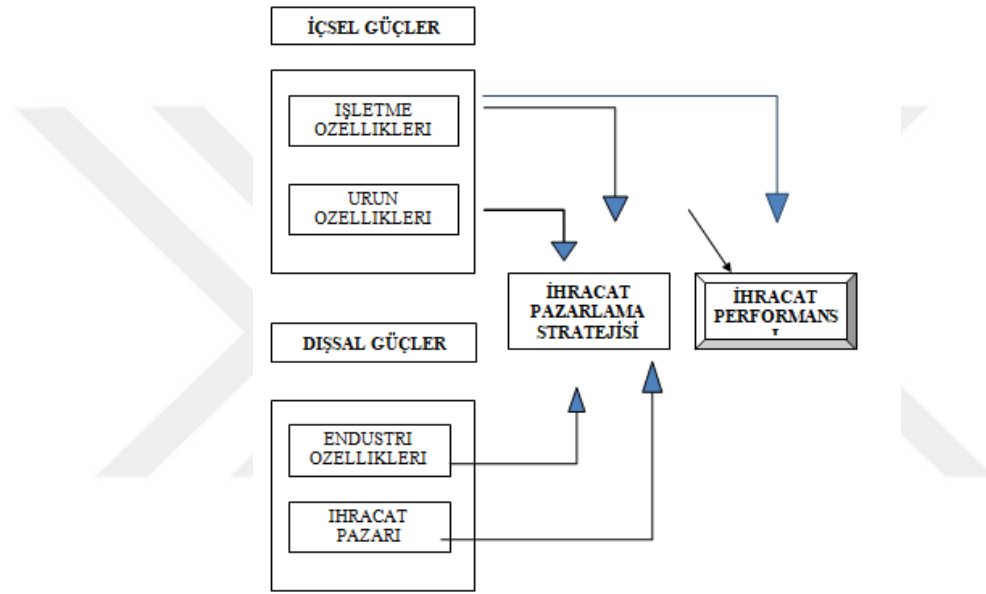 İÇSEL GÜÇLER
IŞLETME
OZELLIKLERI
URUN
OZELLIKLERI
İHRACAT
PAZARLAMA
STRATEJİSİ
İHRACAT
PERFORMANS
DIŞSAL GÜÇLER
ENDUSTRI
OZELLIKLERI
IHRACAT
PAZARI